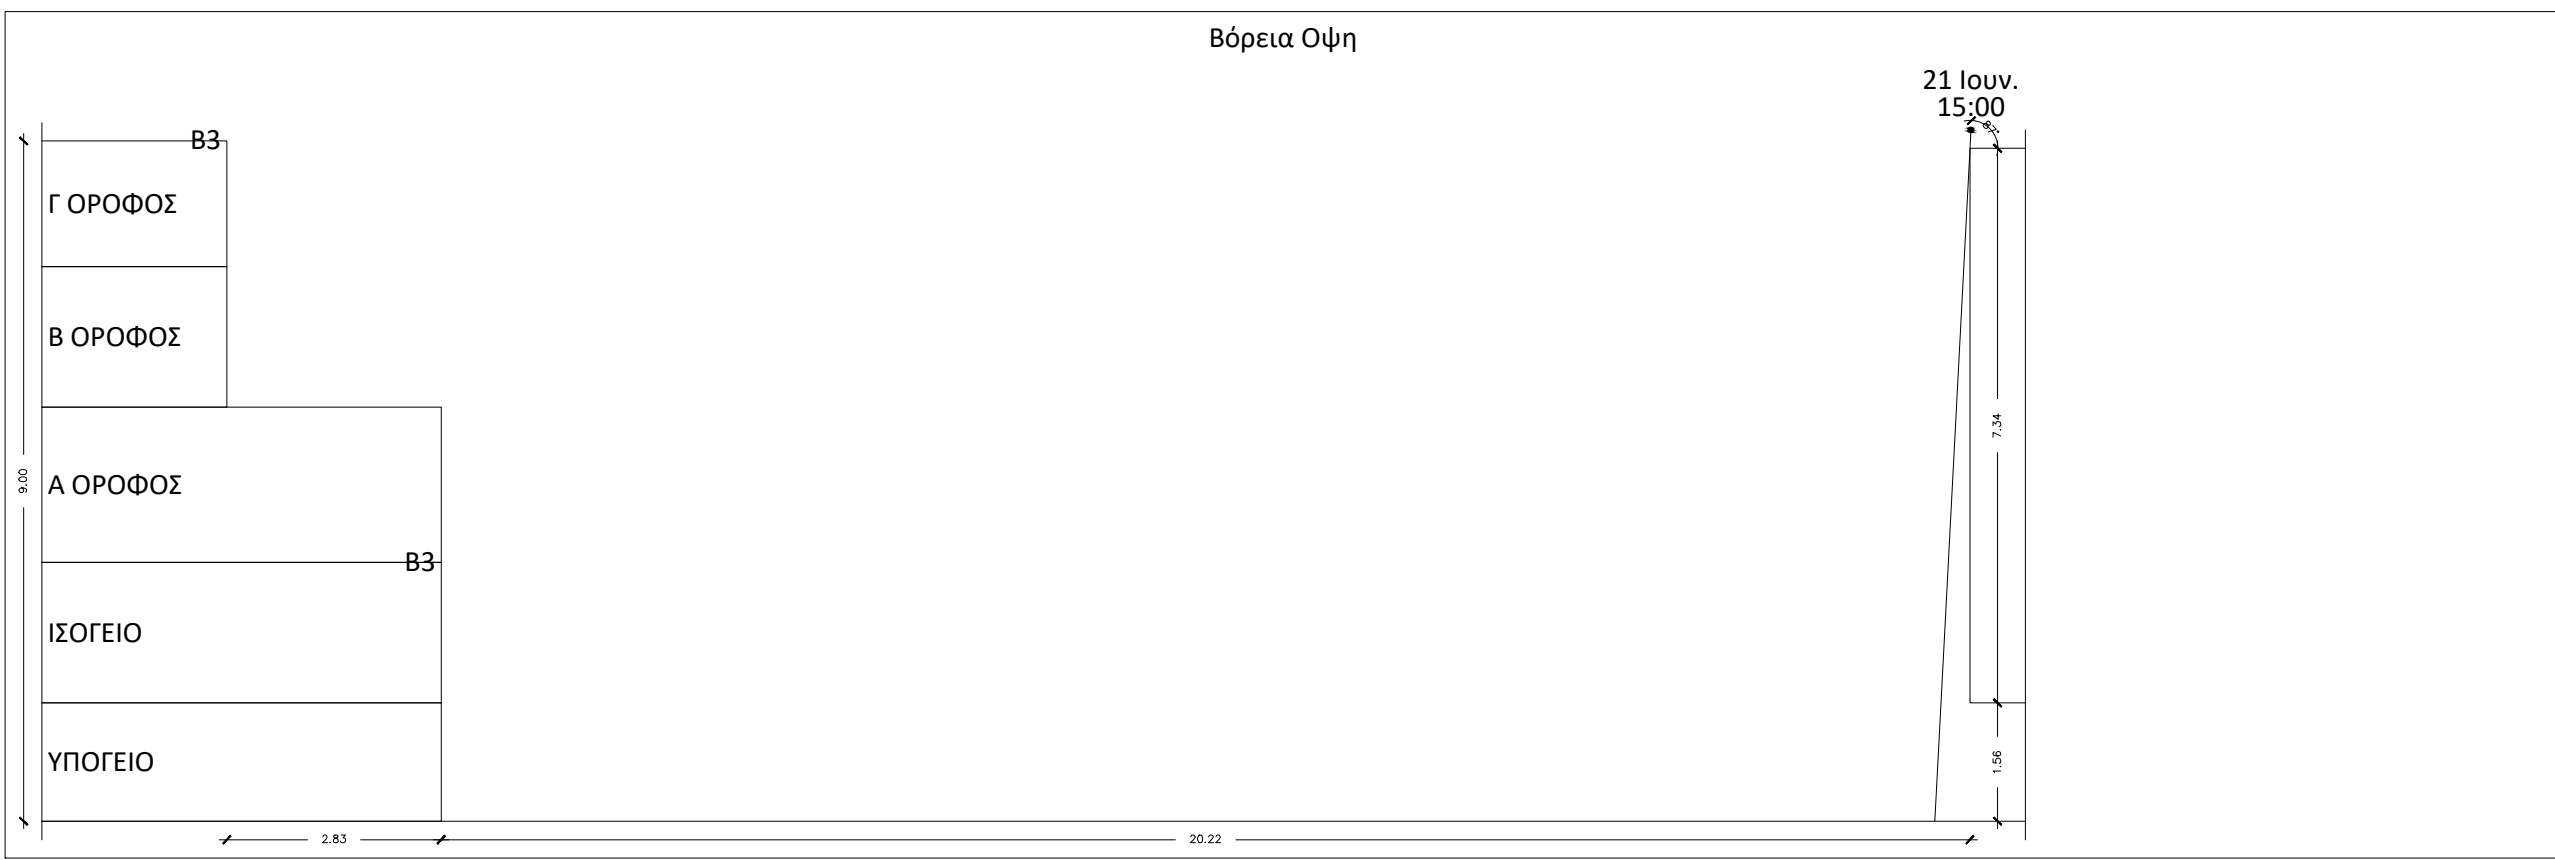 Βόρεια Οψη
21 Ιουν.
15:00
87°
B3
Γ ΟΡΟΦΟΣ
Β ΟΡΟΦΟΣ
7.34
9.00
Α ΟΡΟΦΟΣ
B3
ΙΣΟΓΕΙΟ
ΥΠΟΓΕΙΟ
1.56
2.83
20.22